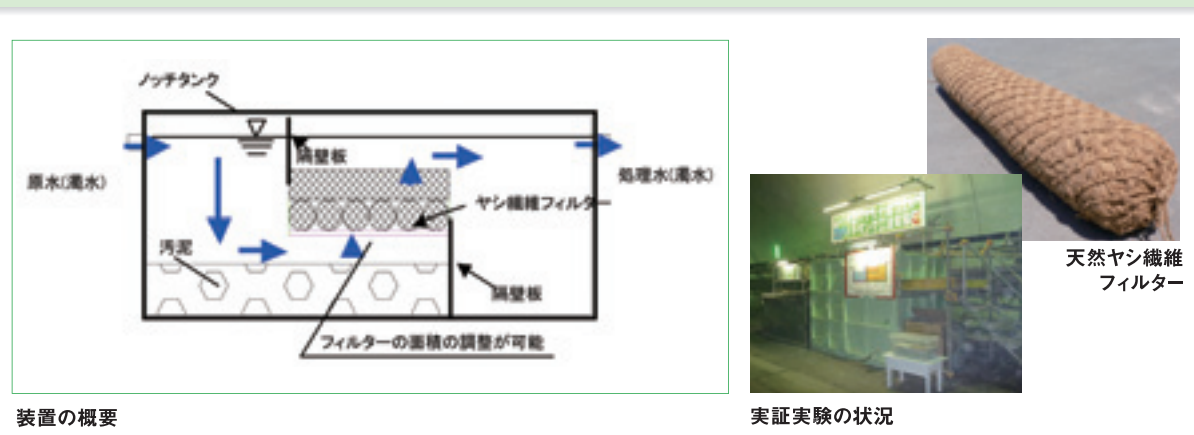 ノッチタンク
隔壁板
原水(濁水)
処理水(濁水)
ヤシ繊維フィルター
汚泥
隔壁板
フィルターの面積の調整が可能
天然ヤシ繊維
フィルター
装置の概要
実証実験の状況